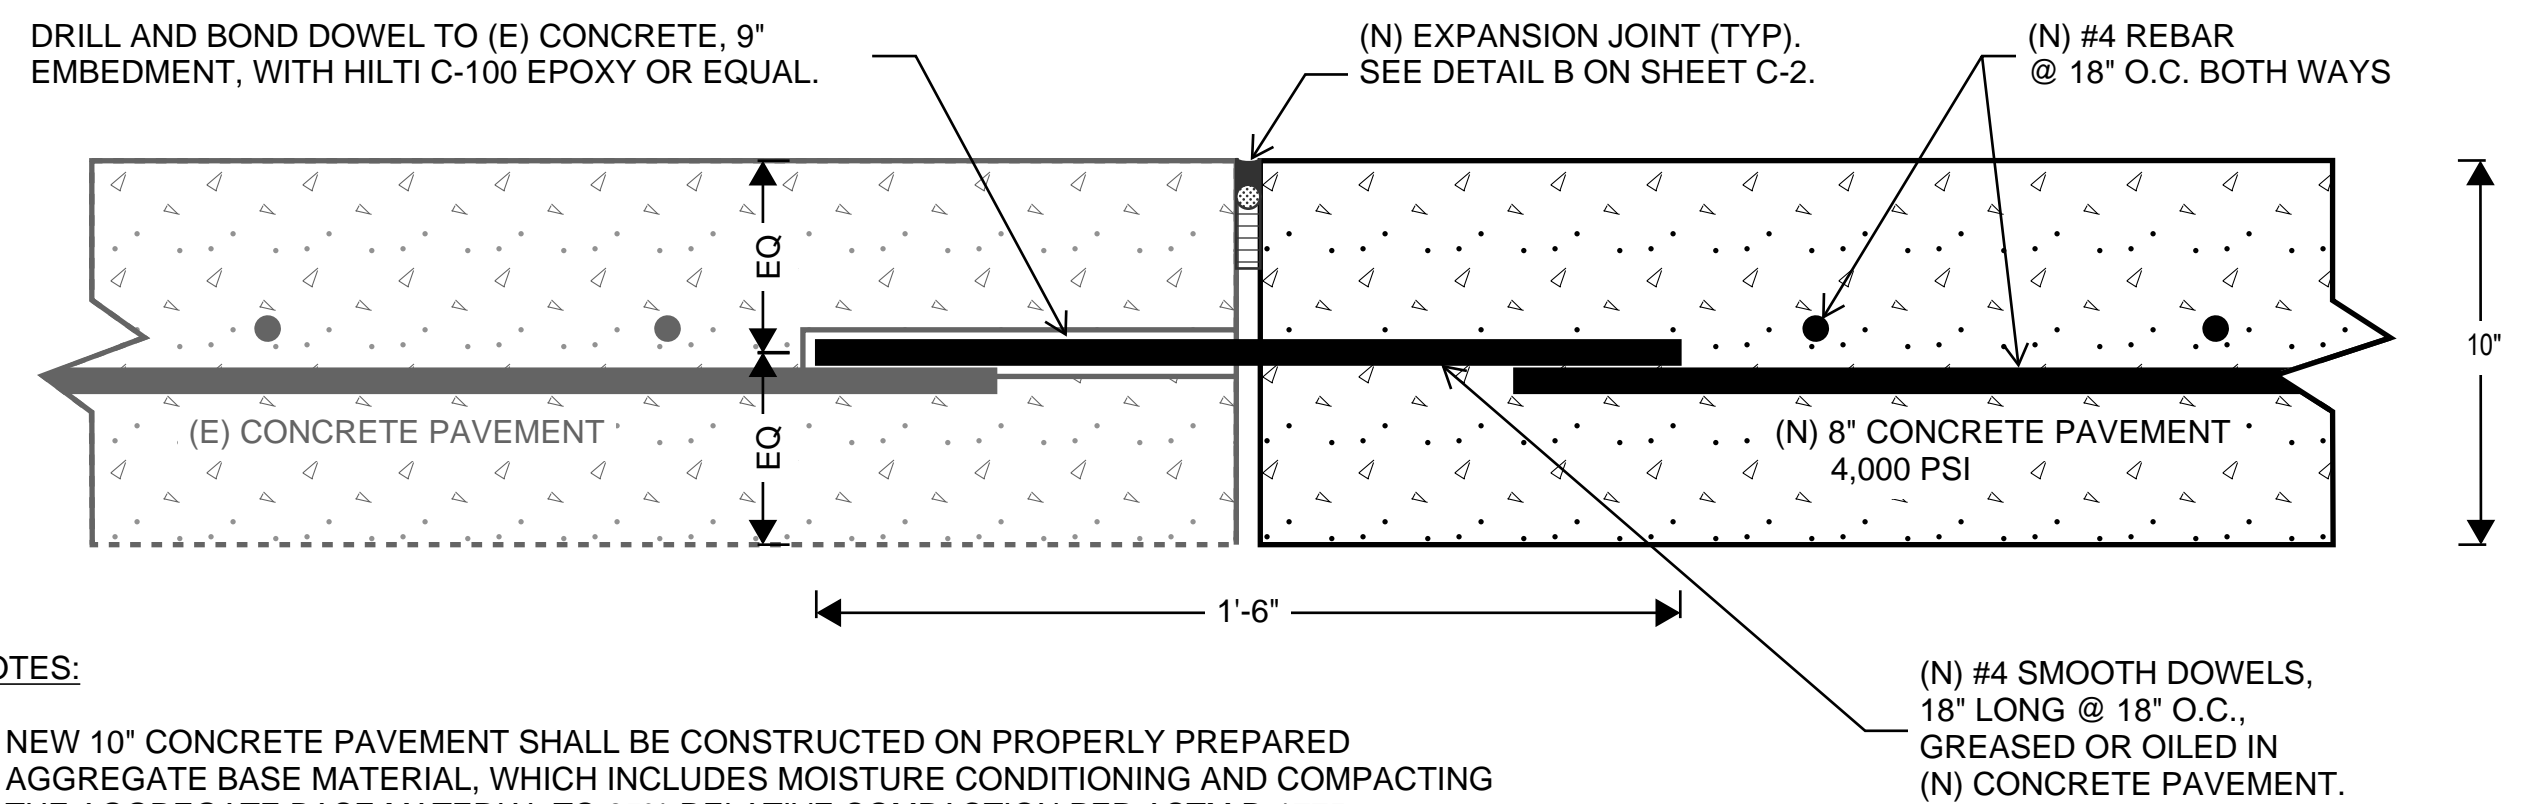 DRILL AND BOND DOWEL TO (E) CONCRETE, 9"
EMBEDMENT, WITH HILTI C-100 EPOXY OR EQUAL.
(N) EXPANSION JOINT (TYP).
SEE DETAIL B ON SHEET C-2.
(N) #4 REBAR
@ 18" O.C. BOTH WAYS
EQ
10"
(E) CONCRETE PAVEMENT
EQ
(N) 8" CONCRETE PAVEMENT
4,000 PSI
1'-6"
(N) #4 SMOOTH DOWELS,
18" LONG @ 18" O.C.,
GREASED OR OILED IN
(N) CONCRETE PAVEMENT.
OTES:
NEW 10" CONCRETE PAVEMENT SHALL BE CONSTRUCTED ON PROPERLY PREPARED
AGGREGATE BASE MATERIAL, WHICH INCLUDES MOISTURE CONDITIONING AND COMPACTING